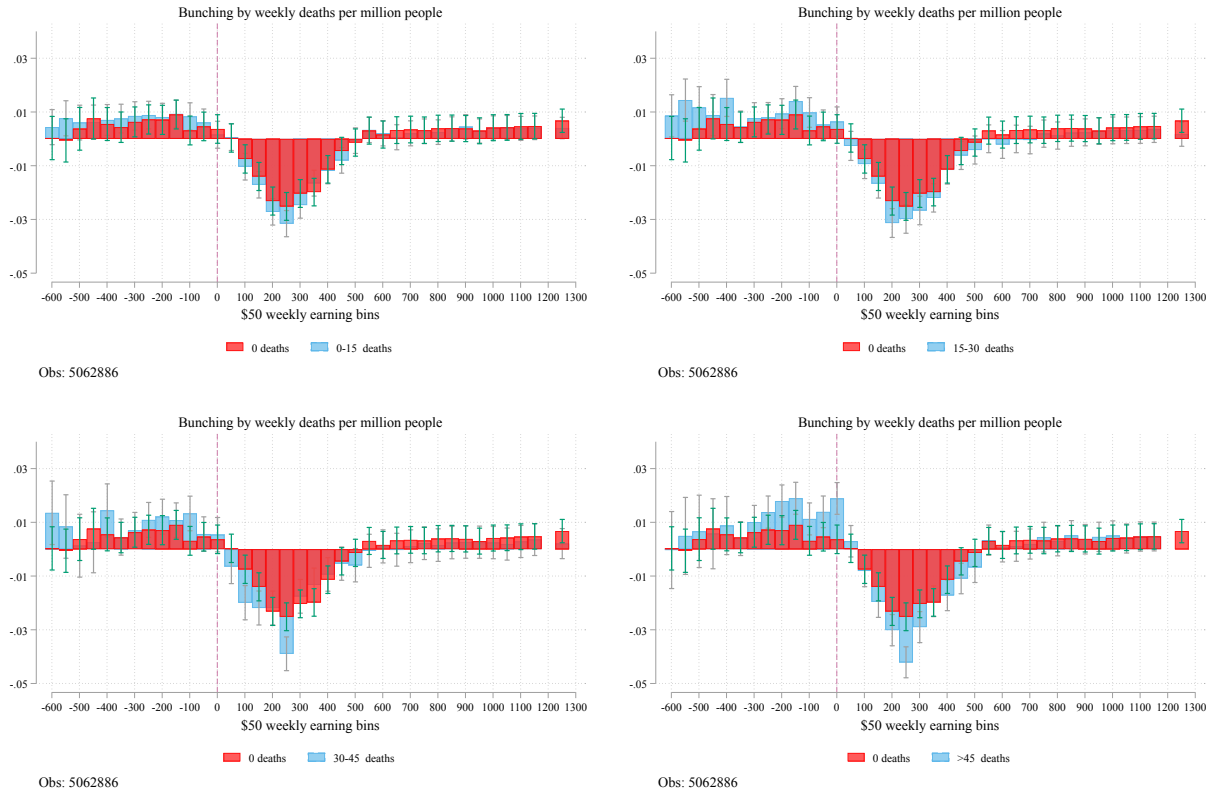 Bunching by weekly deaths per million people
.03
.01
-.01
-.03
-.05
-600 -500 -400 -300 -200 -100 0 100 200 300 400 500 600 700 800 900 1000 1100 1200 1300
$50 weekly earning bins
0 deaths 0-15 deaths
Obs: 5062886
Bunching by weekly deaths per million people
.03
.01
-.01
-.03
-.05
-600 -500 -400 -300 -200 -100 0 100 200 300 400 500 600 700 800 900 1000 1100 1200 1300
$50 weekly earning bins
0 deaths 15-30 deaths
Obs: 5062886
Bunching by weekly deaths per million people
.03
.01
-.01
-.03
-.05
-600 -500 -400 -300 -200 -100 0 100 200 300 400 500 600 700 800 900 1000 1100 1200 1300
$50 weekly earning bins
0 deaths 30-45 deaths
Obs: 5062886
Bunching by weekly deaths per million people
.03
.01
-.01
-.03
-.05
-600 -500 -400 -300 -200 -100 0 100 200 300 400 500 600 700 800 900 1000 1100 1200 1300
$50 weekly earning bins
0 deaths >45 deaths
Obs: 5062886